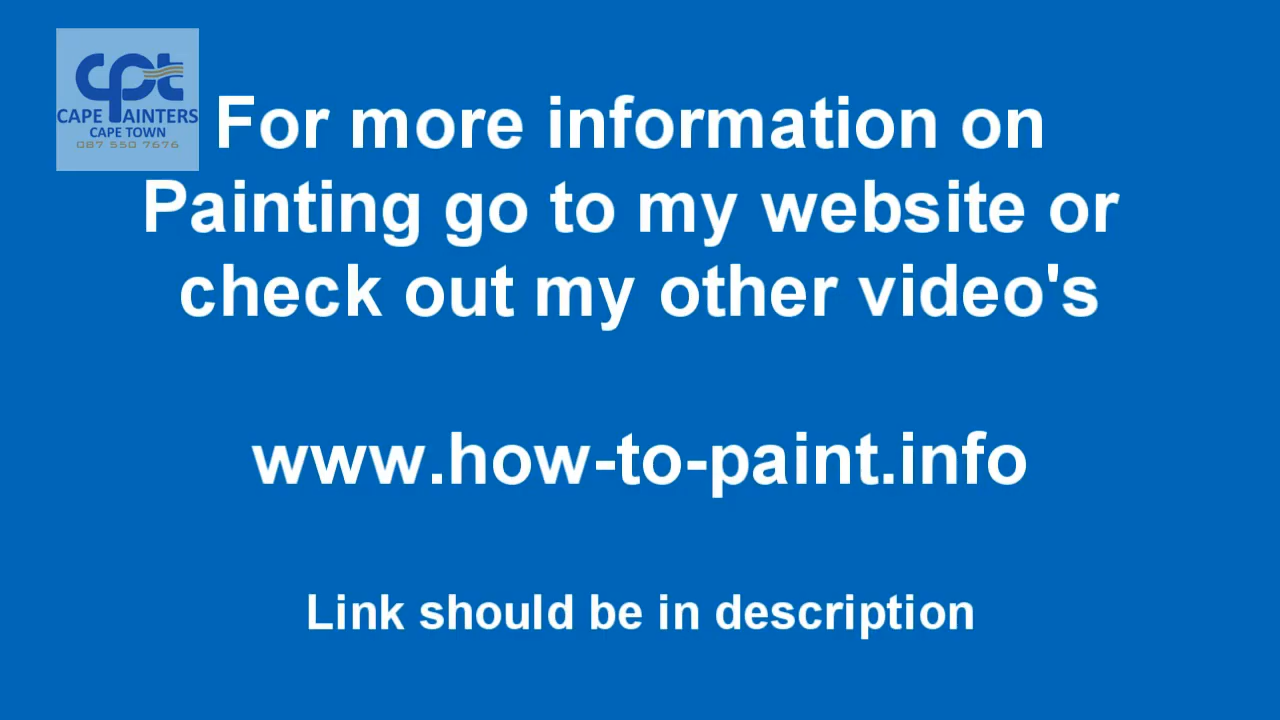 cpt
CAPE PAINTERS
CAPE TOWN
087 550 7676
For more information on
Painting go to my website or
check out my other video's
www.how-to-paint.info
Link should be in description